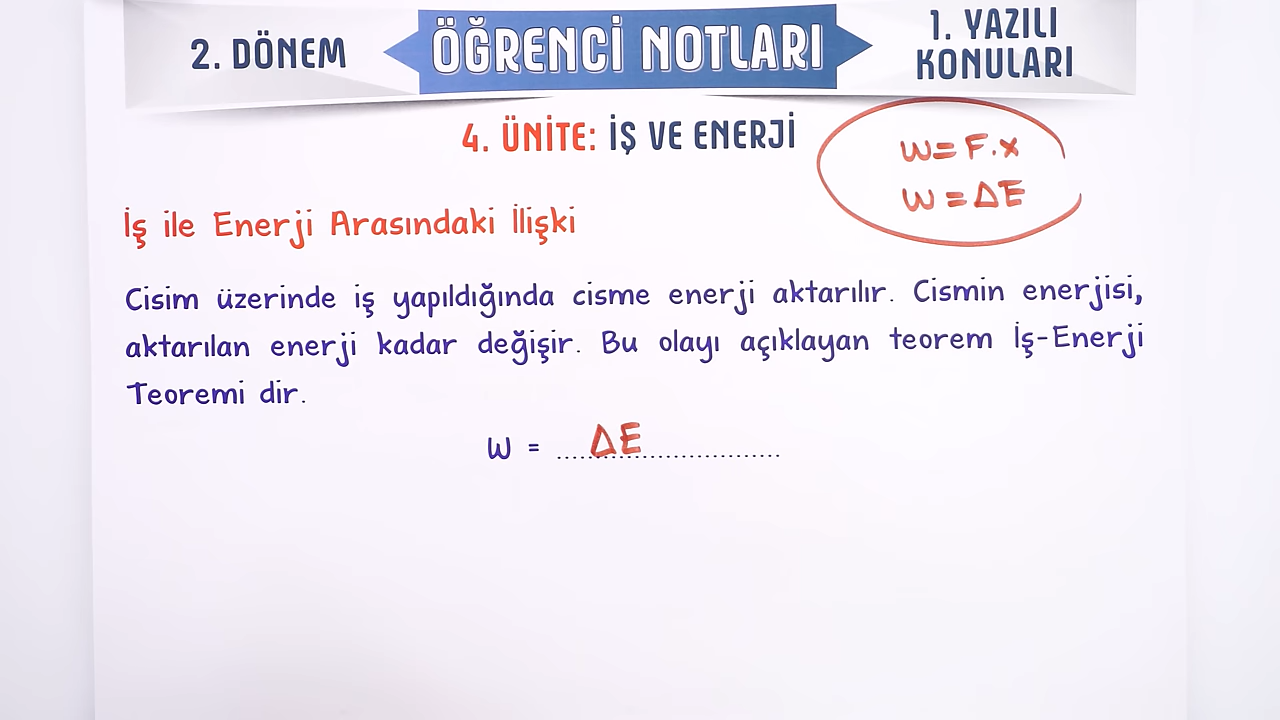 2. DÖNEM
ÖĞRENCİ NOTLARI
1. YAZILI
KONULARI
4. ÜNİTE: İŞ VE ENERJİ
W = F.x
W = ΔE
İş ile Enerji Arasındaki İlişki
Cisim üzerinde iş yapıldığında cisme enerji aktarılır. Cismin enerjisi,
aktarılan enerji kadar değişir. Bu olayı açıklayan teorem İş-Enerji
Teoremi dir.
W = ....ΔE..........................